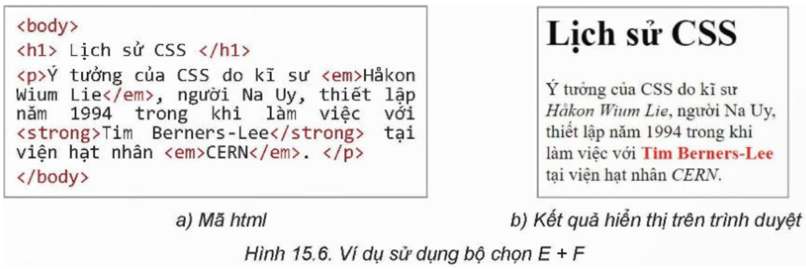 <body>
<h1> Lịch sử CSS </h1>
<p>Ý tưởng của CSS do kĩ sư <em>Håkon
Wium Lie</em>, người Na Uy, thiết lập
năm 1994 trong khi làm việc với
<strong>Tim Berners-Lee</strong> tại
viện hạt nhân <em>CERN</em>. </p>
</body>
a) Mã html
Lịch sử CSS
Ý tưởng của CSS do kĩ sư
Håkon Wium Lie, người Na Uy,
thiết lập năm 1994 trong khi
làm việc với Tim Berners-Lee
tại viện hạt nhân CERN.
b) Kết quả hiển thị trên trình duyệt
Hình 15.6. Ví dụ sử dụng bộ chọn E + F